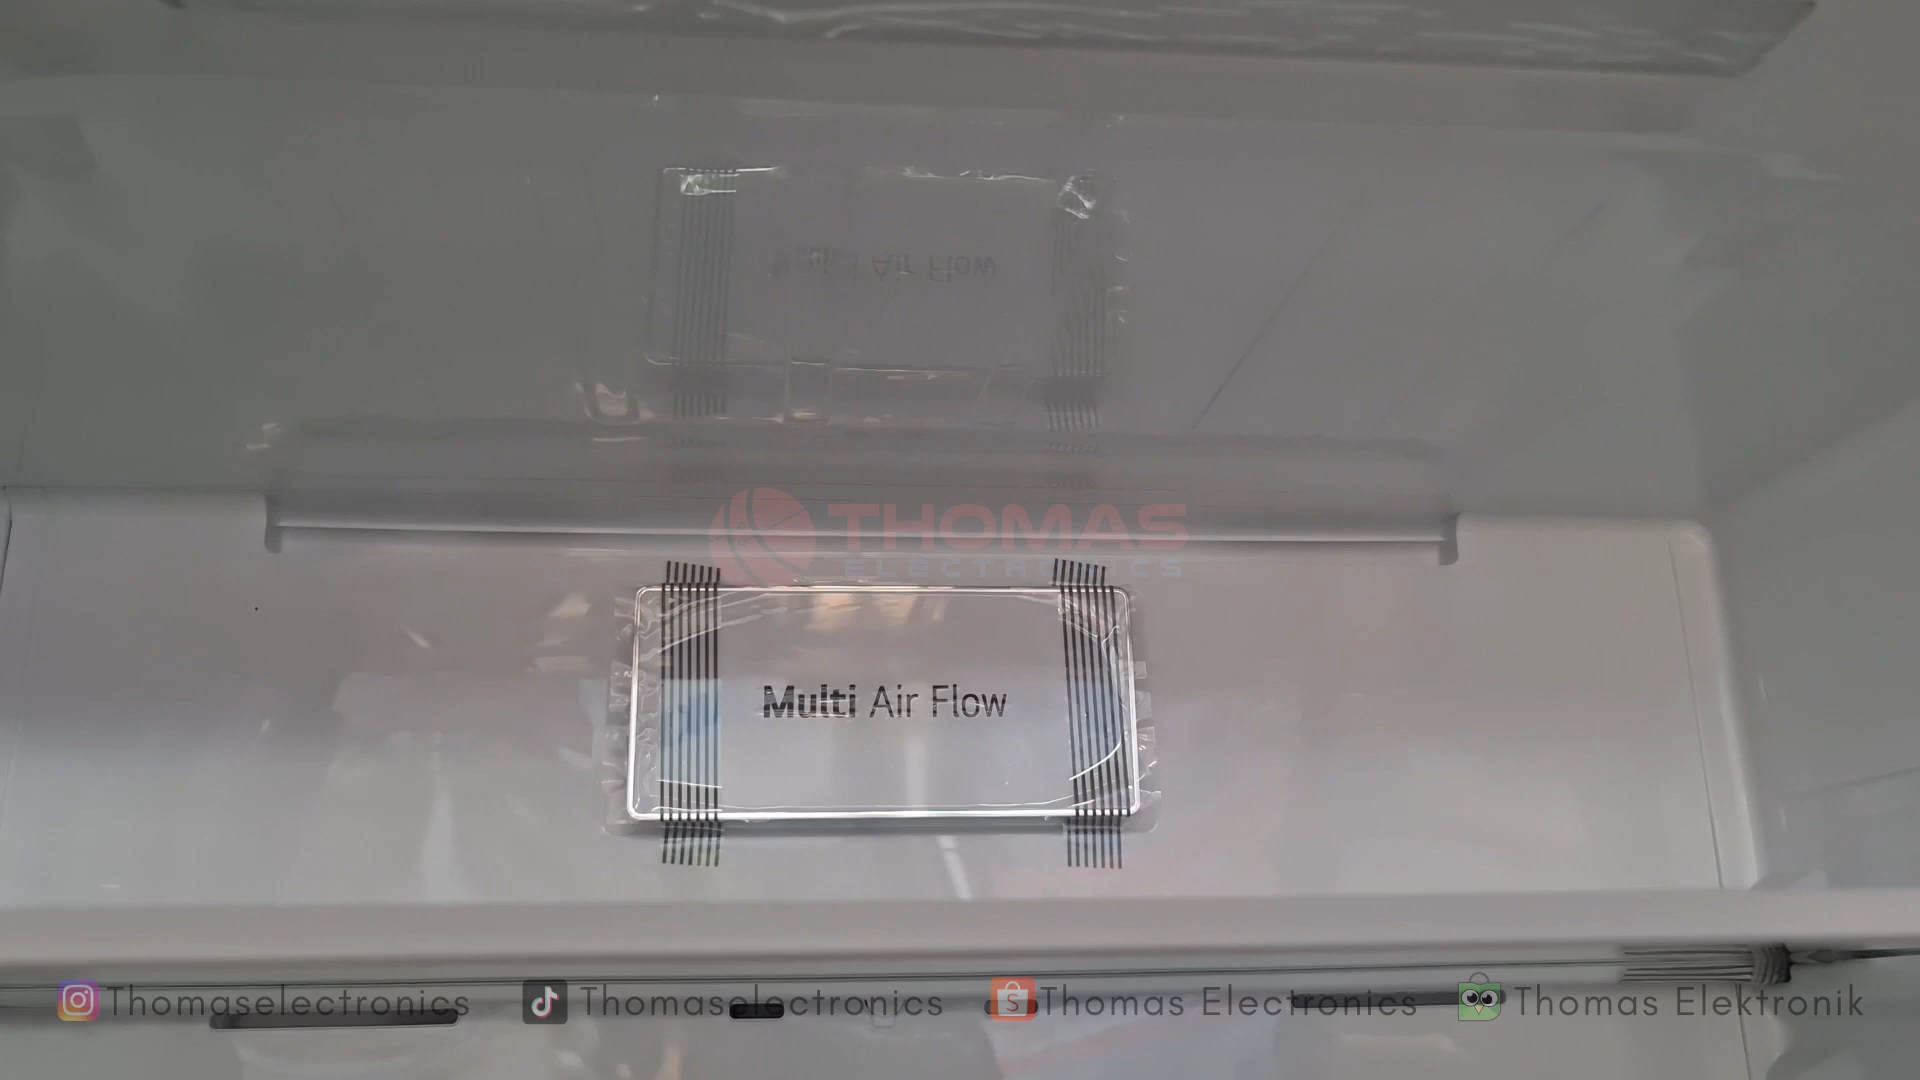 THOMAS
ELECTRONICS
Multi Air Flow
Thomaselectronics
Thomaselectronics
Thomas Electronics
Thomas Elektronik